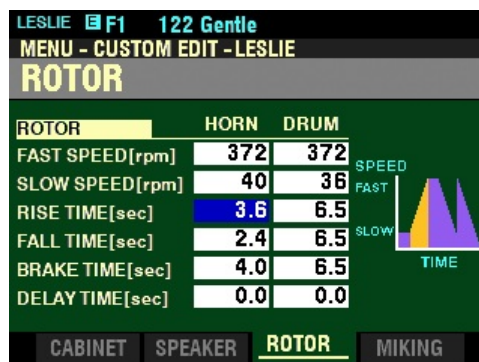 LESLIE E F1 122 Gentle
MENU - CUSTOM EDIT - LESLIE
ROTOR
ROTOR HORN DRUM
FAST SPEED[rpm] 372 372
SLOW SPEED[rpm] 40 36
RISE TIME[sec] 3.6 6.5
FALL TIME[sec] 2.4 6.5
BRAKE TIME[sec] 4.0 6.5
DELAY TIME[sec] 0.0 0.0
SPEED
FAST
SLOW
TIME
CABINET SPEAKER ROTOR MIKING